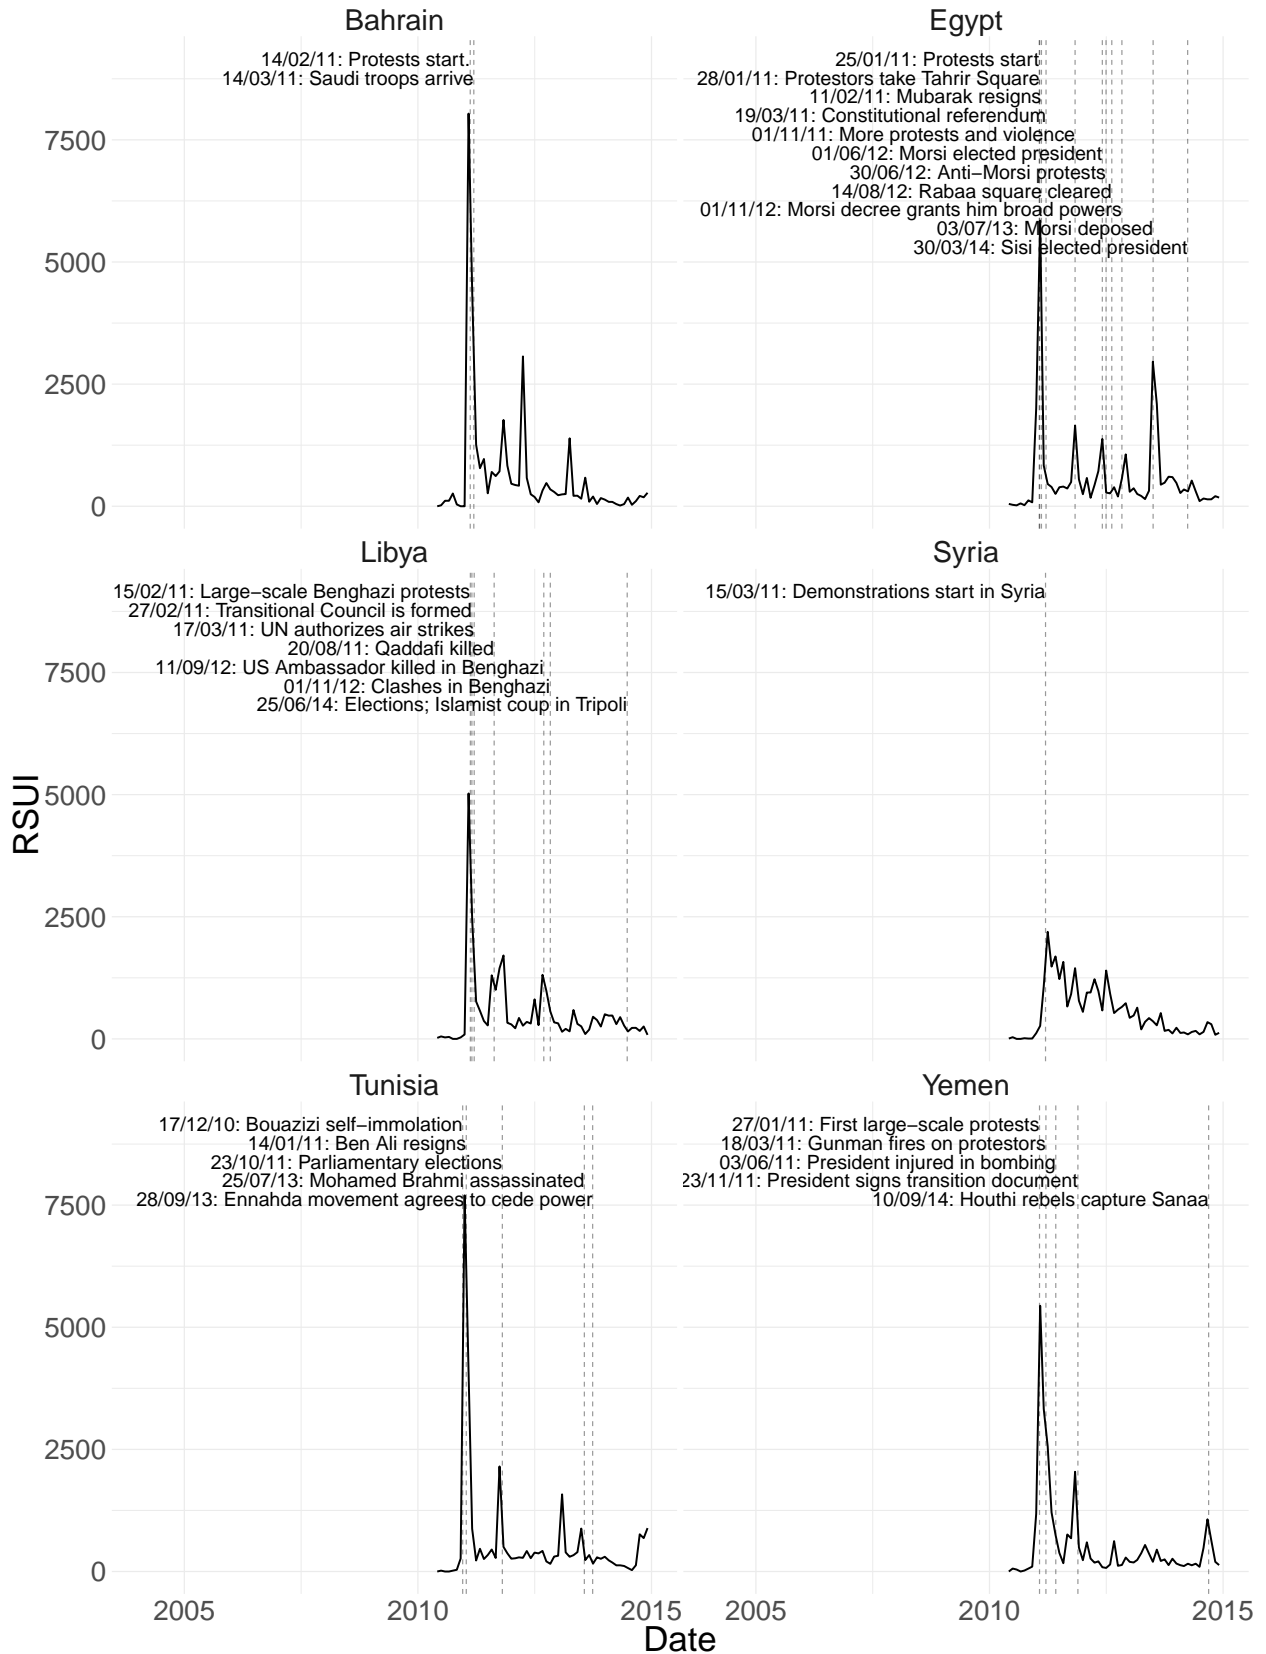 Bahrain
14/02/11: Protests start.
14/03/11: Saudi troops arrive
7500
5000
2500
0
Egypt
25/01/11: Protests start
28/01/11: Protestors take Tahrir Square
11/02/11: Mubarak resigns
19/03/11: Constitutional referendum
01/11/11: More protests and violence
01/06/12: Morsi elected president
30/06/12: Anti−Morsi protests
14/08/12: Rabaa square cleared
01/11/12: Morsi decree grants him broad powers
03/07/13: Morsi deposed
30/03/14: Sisi elected president
Libya
15/02/11: Large−scale Benghazi protests
27/02/11: Transitional Council is formed
17/03/11: UN authorizes air strikes
20/08/11: Qaddafi killed
11/09/12: US Ambassador killed in Benghazi
01/11/12: Clashes in Benghazi
25/06/14: Elections; Islamist coup in Tripoli
7500
5000
2500
0
RSUI
Syria
15/03/11: Demonstrations start in Syria
Tunisia
17/12/10: Bouazizi self−immolation
14/01/11: Ben Ali resigns
23/10/11: Parliamentary elections
25/07/13: Mohamed Brahmi assassinated
28/09/13: Ennahda movement agrees to cede power
7500
5000
2500
0
Yemen
27/01/11: First large−scale protests
18/03/11: Gunman fires on protestors
03/06/11: President injured in bombing
23/11/11: President signs transition document
10/09/14: Houthi rebels capture Sanaa
2005 2010 2015 2005 2010 2015
Date